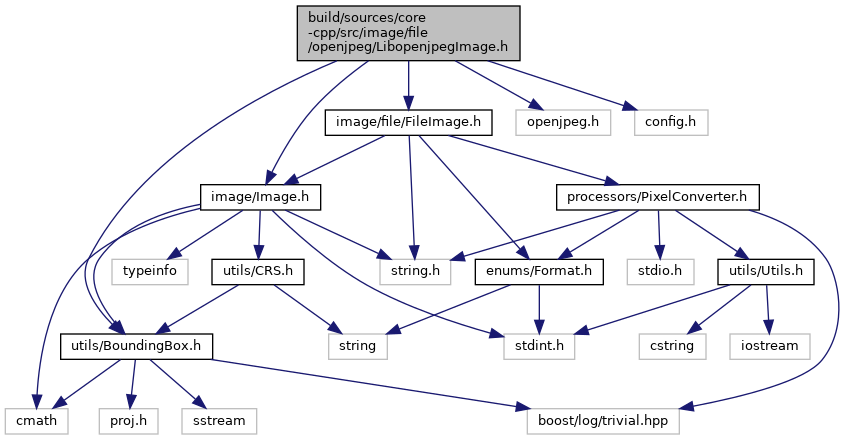 build/sources/core
-cpp/src/image/file
/openjpeg/LibopenjpegImage.h
image/file/FileImage.h
openjpeg.h
config.h
image/Image.h
processors/PixelConverter.h
typeinfo
utils/CRS.h
string.h
enums/Format.h
stdio.h
utils/Utils.h
utils/BoundingBox.h
string
stdint.h
cstring
iostream
cmath
proj.h
sstream
boost/log/trivial.hpp